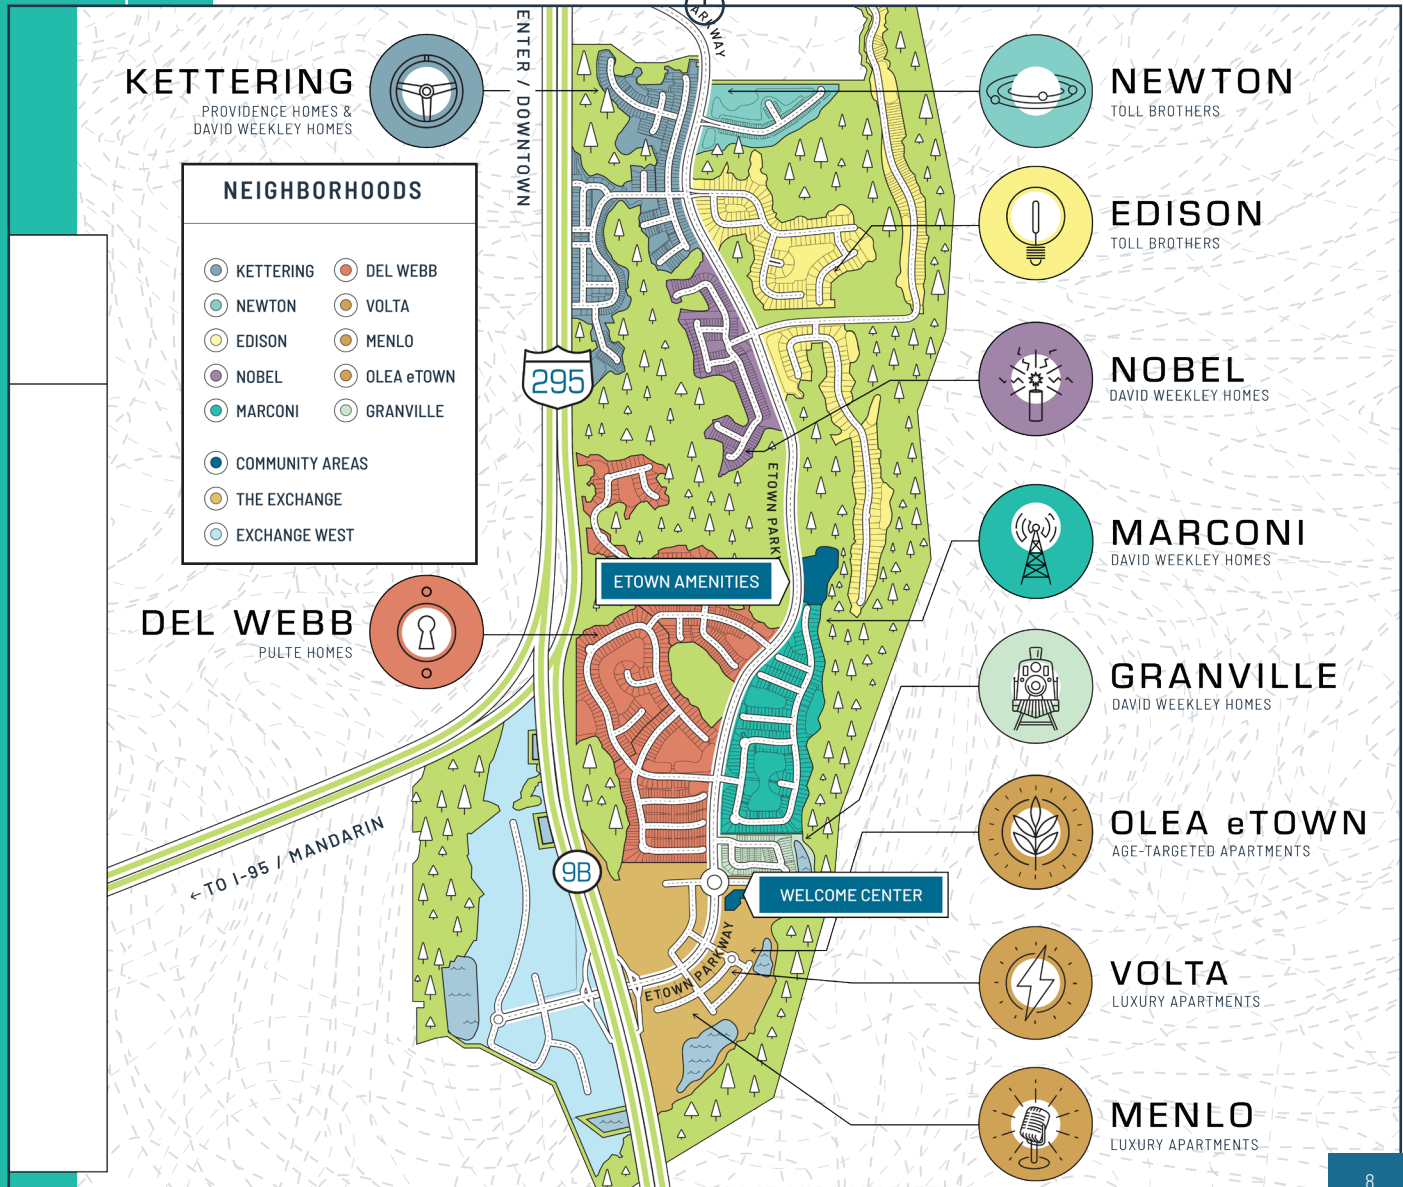 KETTERING
PROVIDENCE HOMES &
DAVID WEEKLEY HOMES
NEIGHBORHOODS
KETTERING
NEWTON
EDISON
NOBEL
MARCONI
DEL WEBB
VOLTA
MENLO
OLEA eTOWN
GRANVILLE
COMMUNITY AREAS
THE EXCHANGE
EXCHANGE WEST
DEL WEBB
PULTE HOMES
ENTER / DOWNTOWN
ARKWAY
295
ETOWN PARK
ETOWN AMENITIES
←TO I-95 / MANDARIN
9B
WELCOME CENTER
ETOWN PARKWAY
NEWTON
TOLL BROTHERS
EDISON
TOLL BROTHERS
NOBEL
DAVID WEEKLEY HOMES
MARCONI
DAVID WEEKLEY HOMES
GRANVILLE
DAVID WEEKLEY HOMES
OLEA eTOWN
AGE-TARGETED APARTMENTS
VOLTA
LUXURY APARTMENTS
MENLO
LUXURY APARTMENTS
8